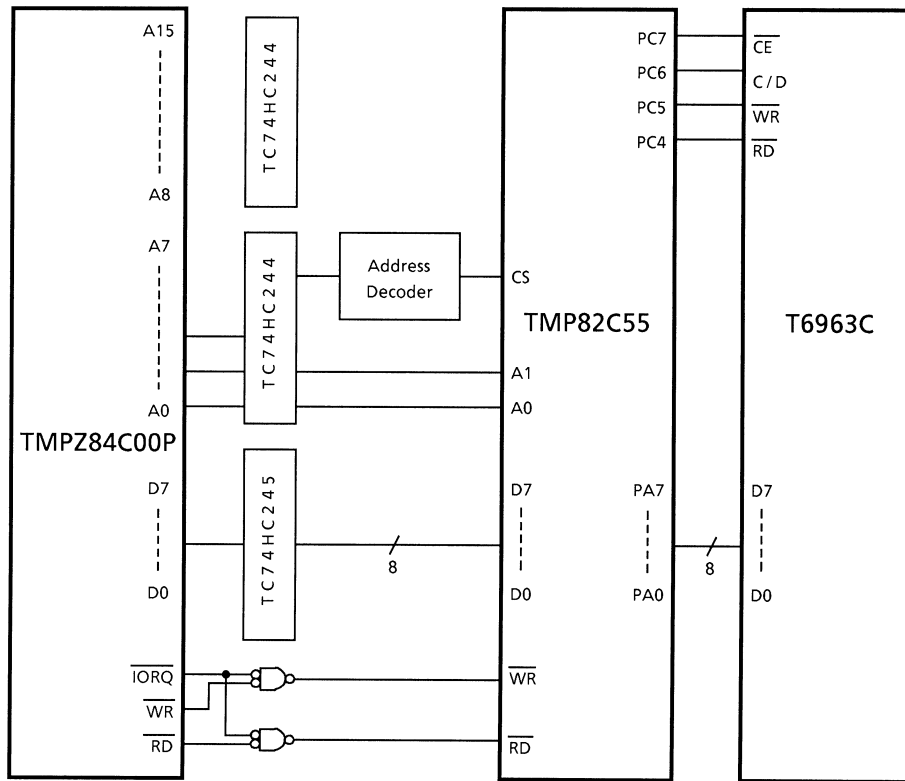 A15
A8
A7
A0
TMPZ84C00P
D7
D0
IORQ
WR
RD
TC74HC244
TC74HC244
TC74HC245
Address
Decoder
8
CS
TMP82C55
A1
A0
D7
D0
WR
RD
PC7
PC6
PC5
PC4
PA7
PA0
8
CE
C/D
WR
RD
T6963C
D7
D0